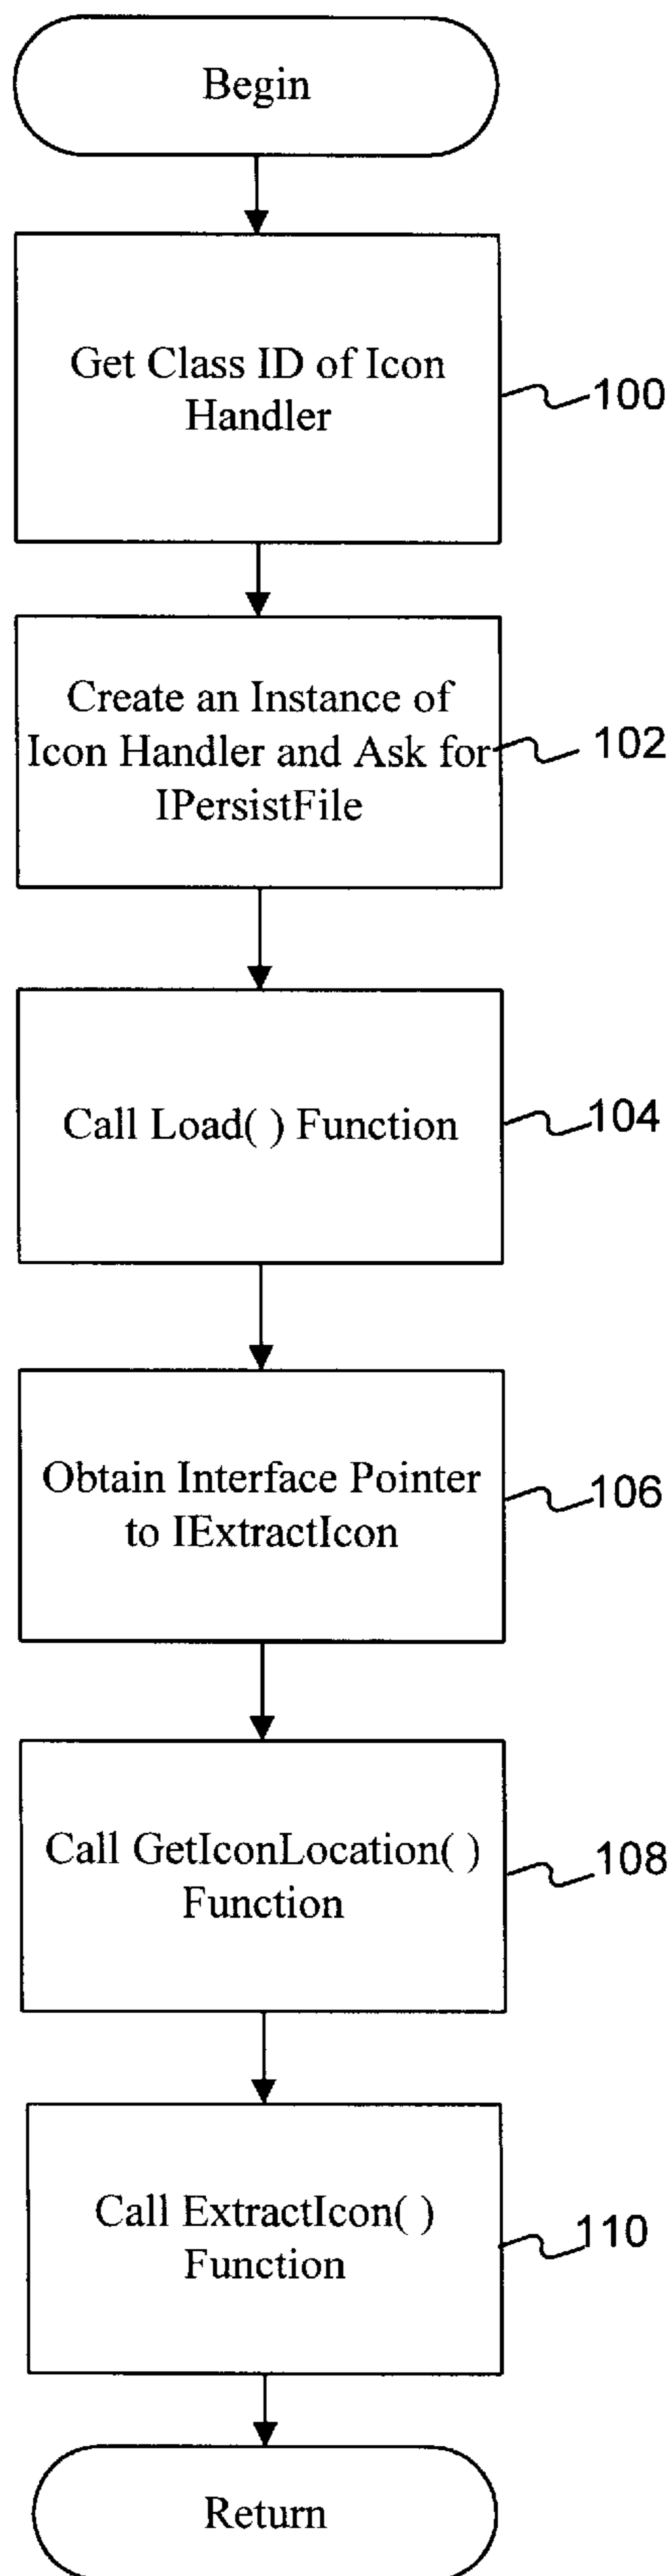 Begin
Get Class ID of Icon
Handler
100
Create an Instance of
Icon Handler and Ask for
IPersistFile
102
Call Load( ) Function
104
Obtain Interface Pointer
to IExtractIcon
106
Call GetIconLocation( )
Function
108
Call ExtractIcon( )
Function
110
Return